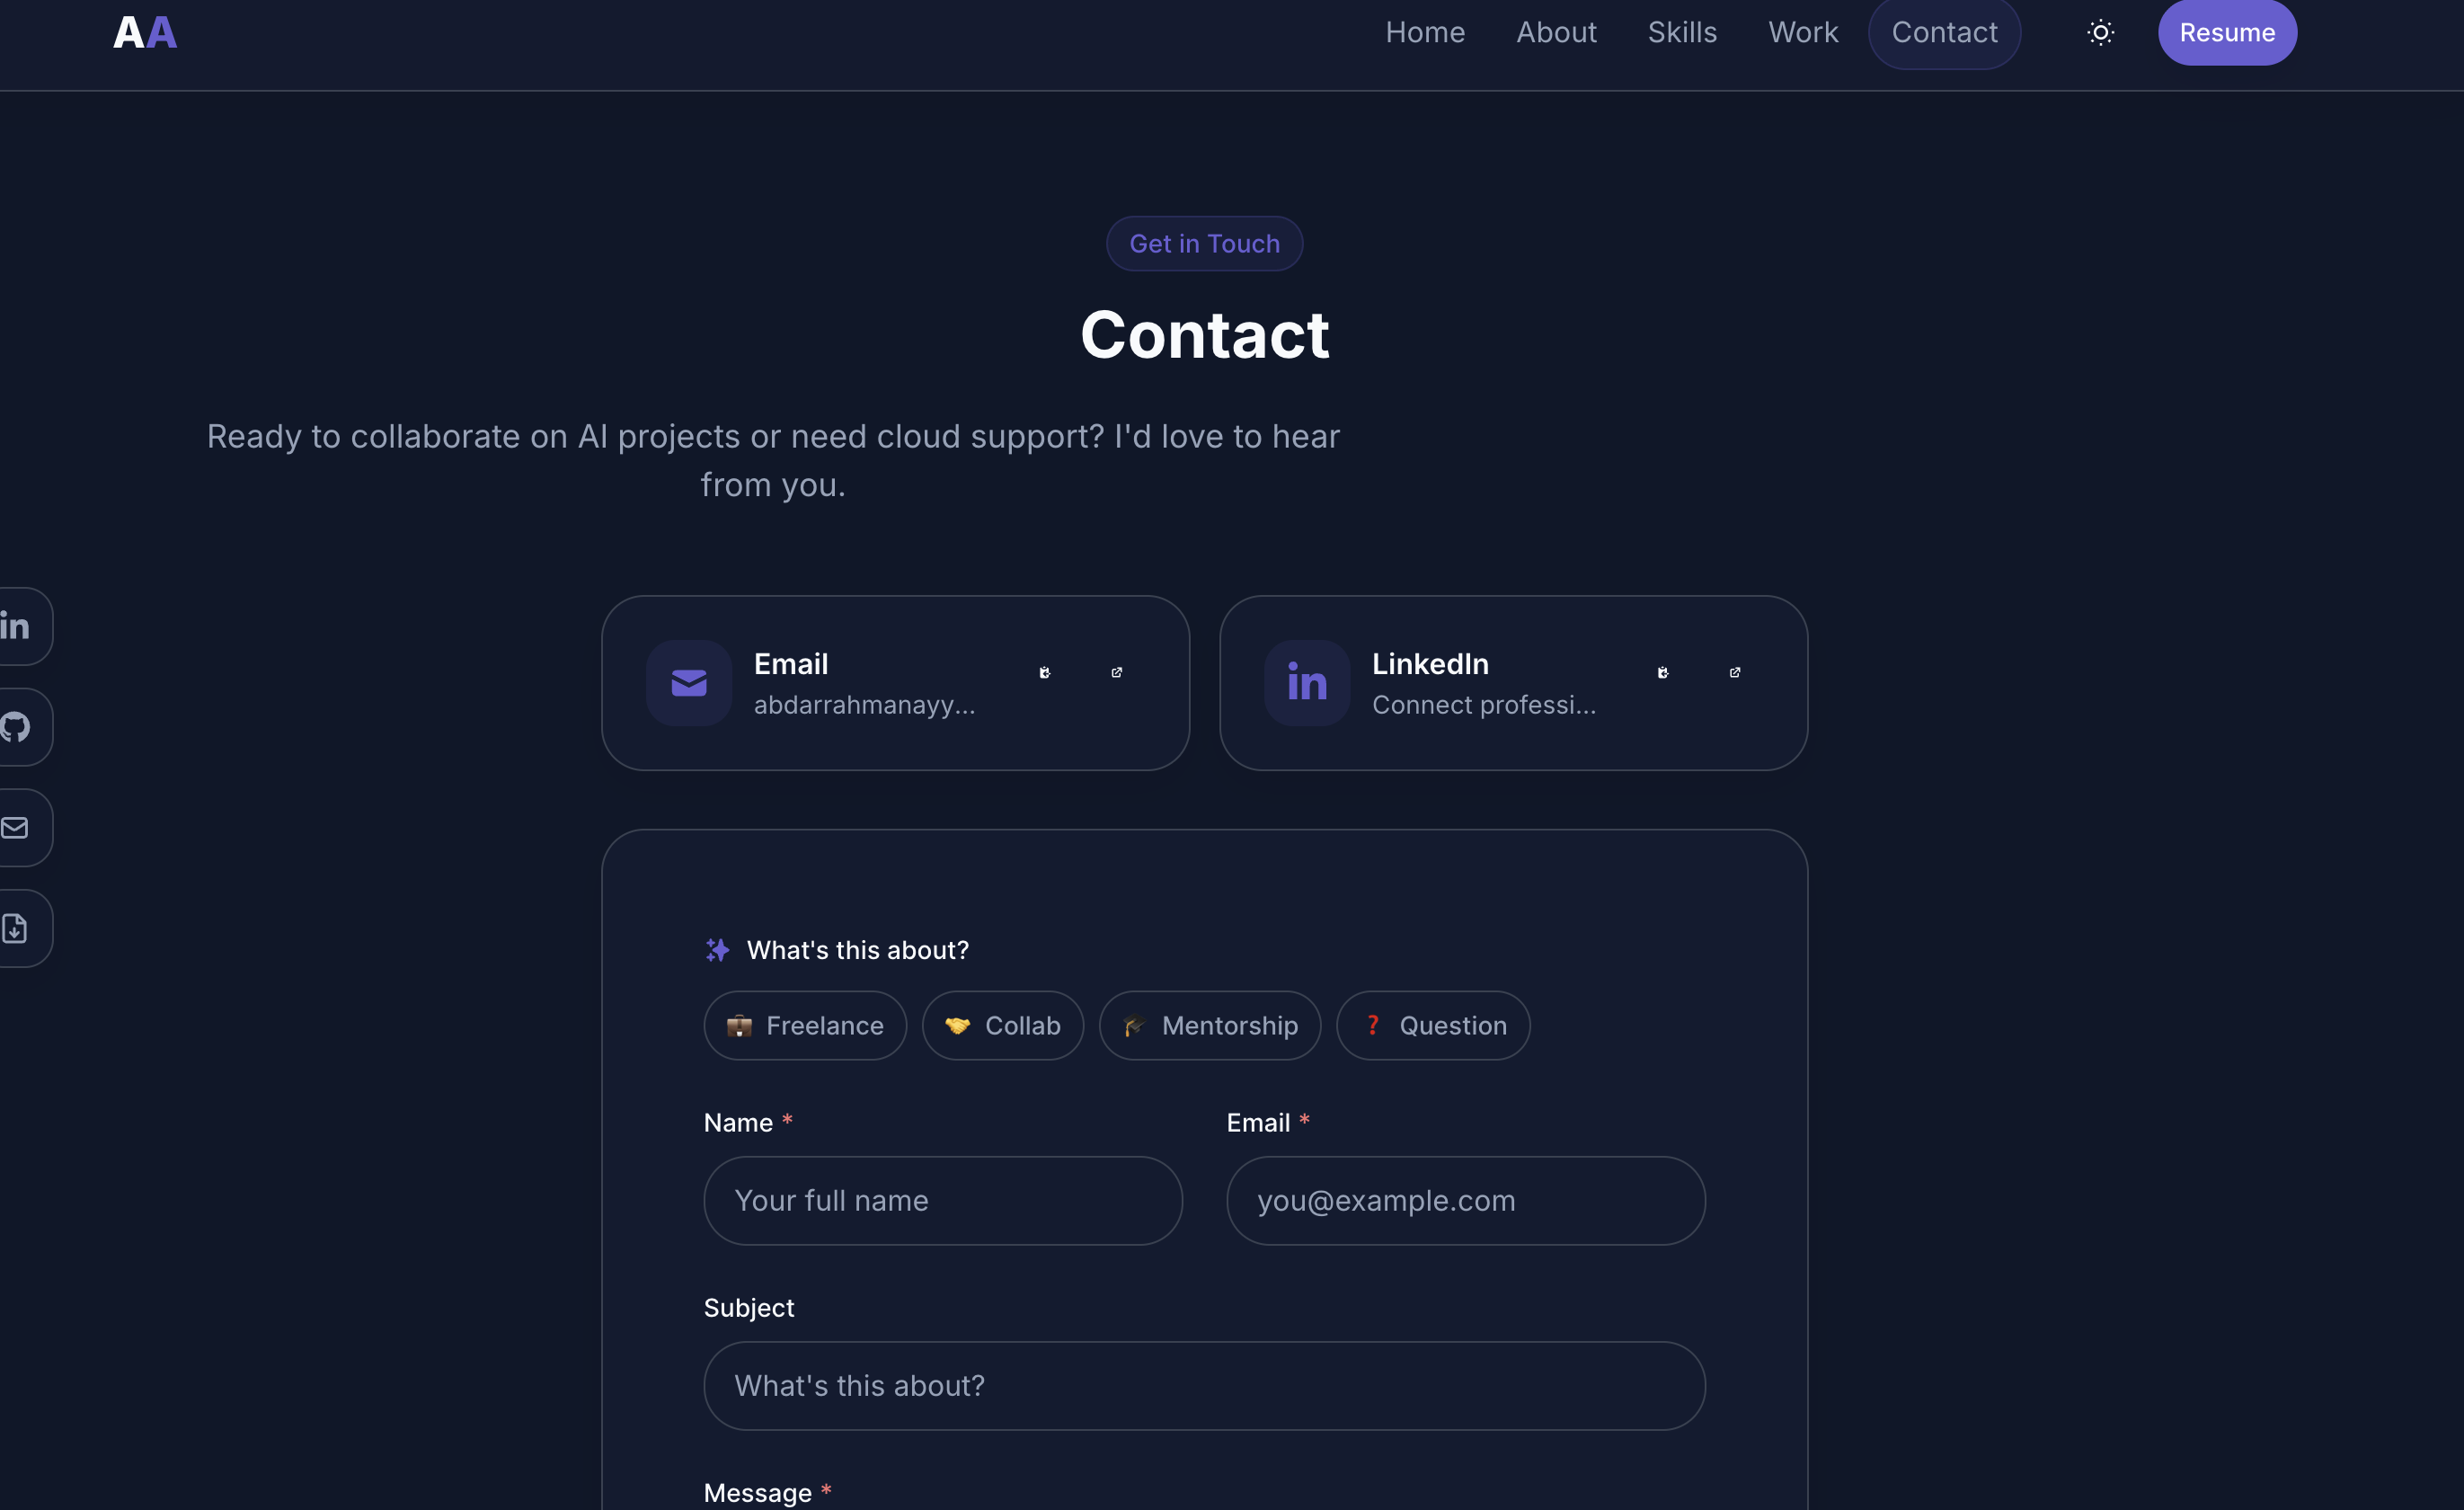 AA
Home About Skills Work Contact Resume
Get in Touch
Contact
Ready to collaborate on AI projects or need cloud support? I'd love to hear
from you.
in
Email
abdarrahmanayy...
in
LinkedIn
Connect professi...
What's this about?
💼 Freelance 🤝 Collab 🎓 Mentorship ❓ Question
Name *
Email *
Your full name
you@example.com
Subject
What's this about?
Message *